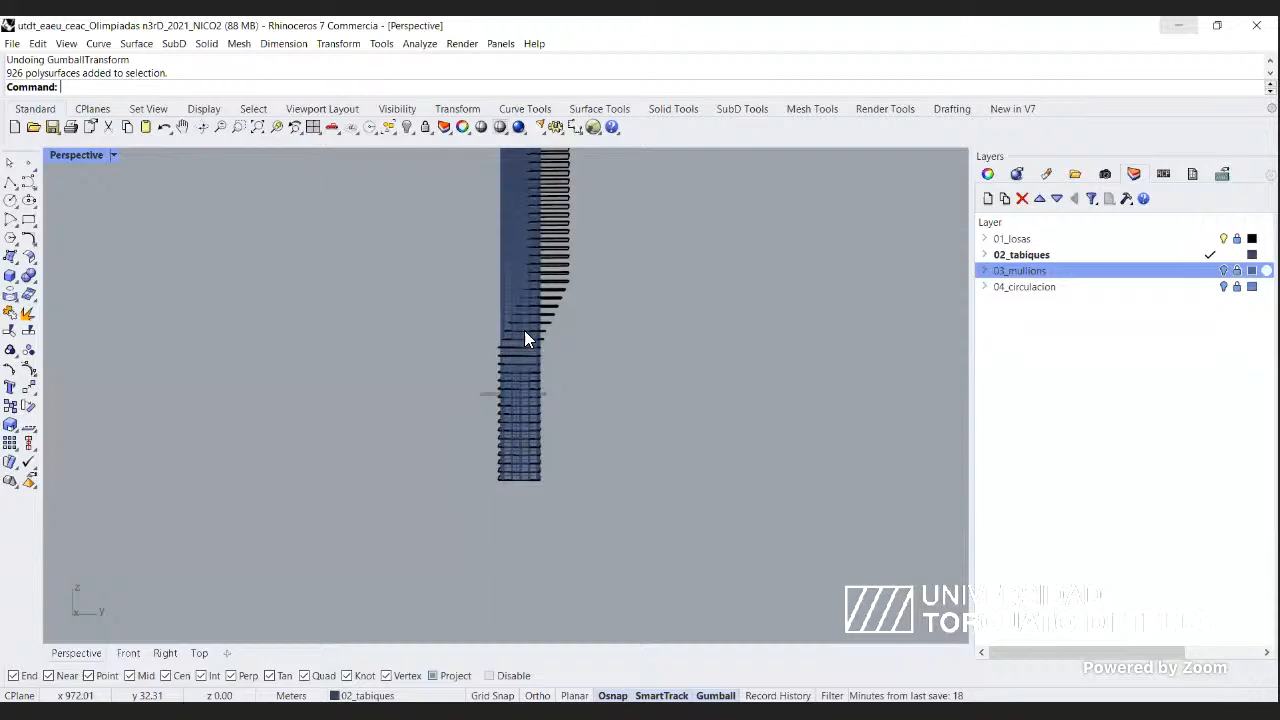 utdt_eaeu_ceac_Olimpíadas n3rD_2021_NICO2 (88 MB) - Rhinoceros 7 Commercia - [Perspective]
File Edit View Curve Surface SubD Solid Mesh Dimension Transform Tools Analyze Render Panels Help
Undoing GumballTransform
926 polysurfaces added to selection.
Command:
Standard CPlanes Set View Display Select Viewport Layout Visibility Transform Curve Tools Surface Tools Solid Tools SubD Tools Mesh Tools Render Tools Drafting New in V7
Perspective
Layers
Layer
01_losas
02_tabiques
03_mullions
04_circulacion
z
x y
UNIVERSIDAD
TORCUATO DI TELLA
Powered by Zoom
Perspective Front Right Top
End Near Point Mid Cen Int Perp Tan Quad Knot Vertex Project Disable
CPlane x 972.01 y 32.31 z 0.00 Meters 02_tabiques Grid Snap Ortho Planar Osnap SmartTrack Gumball Record History Filter Minutes from last save: 18